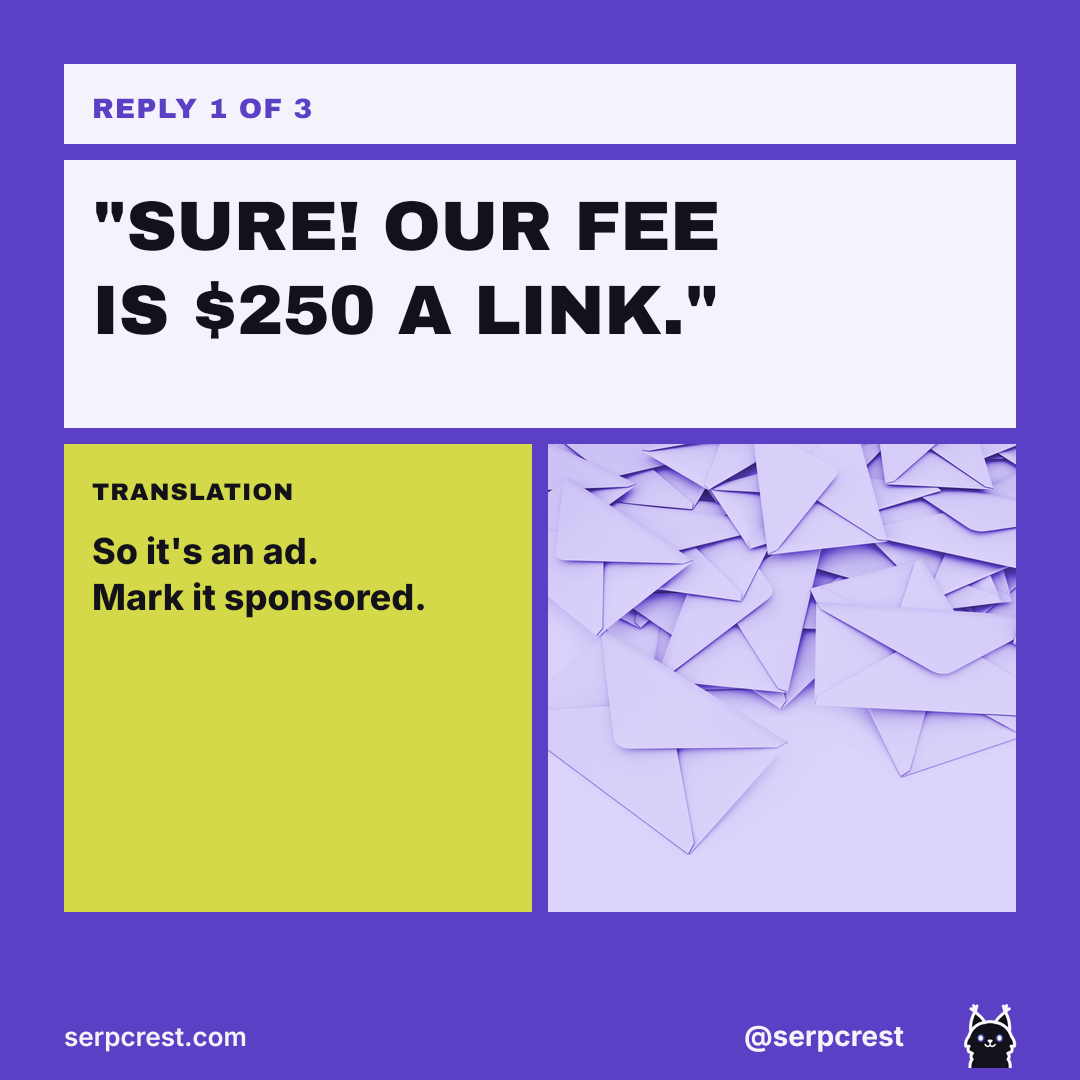 REPLY 1 OF 3
"SURE! OUR FEE
IS $250 A LINK."
TRANSLATION
So it's an ad.
Mark it sponsored.
serpcrest.com
@serpcrest